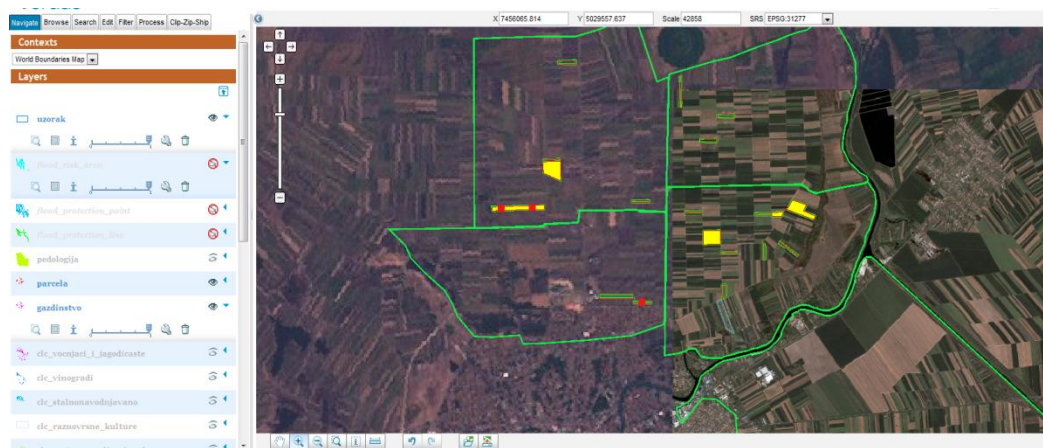 Navigate Browse Search Edit Filter Process Clip-Zip-Ship
X 7456065.814 Y 5029557.637 Scale 42858 SRS EPSG:31277
Contexts
World Boundaries Map
Layers
uzorak
flood_risk_area
flood_protection_point
flood_protection_line
pedologija
parcela
gazdinstvo
clc_vocnjaci_i_jagodicaste
clc_vinogradi
clc_stalnonavodnjavano
clc_raznovrsne_kulture